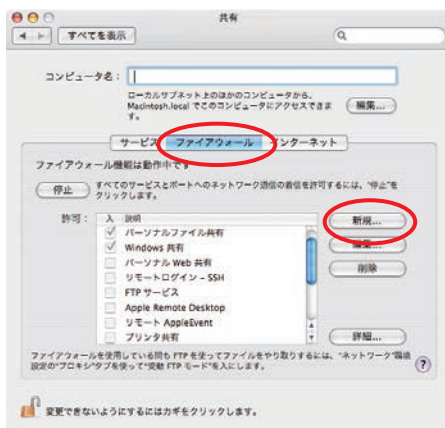 共有
すべてを表示
コンピュータ名：
ローカルサブネット上のほかのコンピュータから、
Macintosh.local でこのコンピュータにアクセスできま
す。
編集...
サービス ファイアウォール インターネット
ファイアウォール機能は動作中です
停止
すべてのサービスとポートへのネットワーク通信の着信を許可するには、“停止”を
クリックします。
許可：
入 説明
パーソナルファイル共有
Windows 共有
パーソナル Web 共有
リモートログイン – SSH
FTP サービス
Apple Remote Desktop
リモート AppleEvent
プリンタ共有
新規...
編集...
削除
詳細...
ファイアウォールを使用している間も FTP を使ってファイルをやり取りするには、“ネットワーク”環境
設定の“プロキシ”タブを使って“受動 FTP モード”を入にします。
?
変更できないようにするにはカギをクリックします。